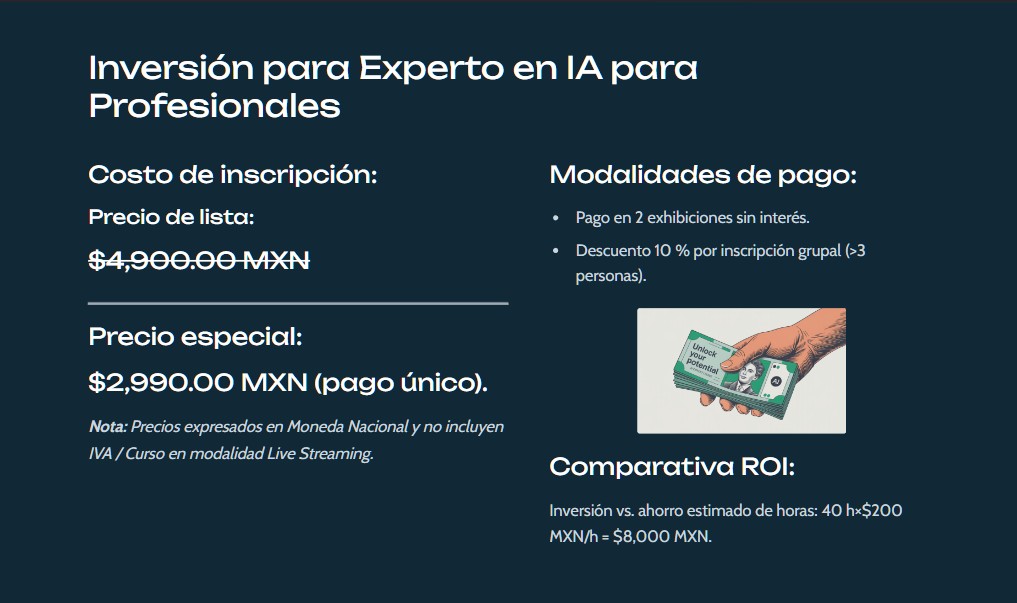 Inversión para Experto en IA para
Profesionales
Costo de inscripción:
Precio de lista:
$4,900.00 MXN
Precio especial:
$2,990.00 MXN (pago único).
Nota: Precios expresados en Moneda Nacional y no incluyen
IVA / Curso en modalidad Live Streaming.
Modalidades de pago:
• Pago en 2 exhibiciones sin interés.
• Descuento 10 % por inscripción grupal (>3
personas).
Unlock
your
potential
AI
Comparativa ROI:
Inversión vs. ahorro estimado de horas: 40 h×$200
MXN/h = $8,000 MXN.